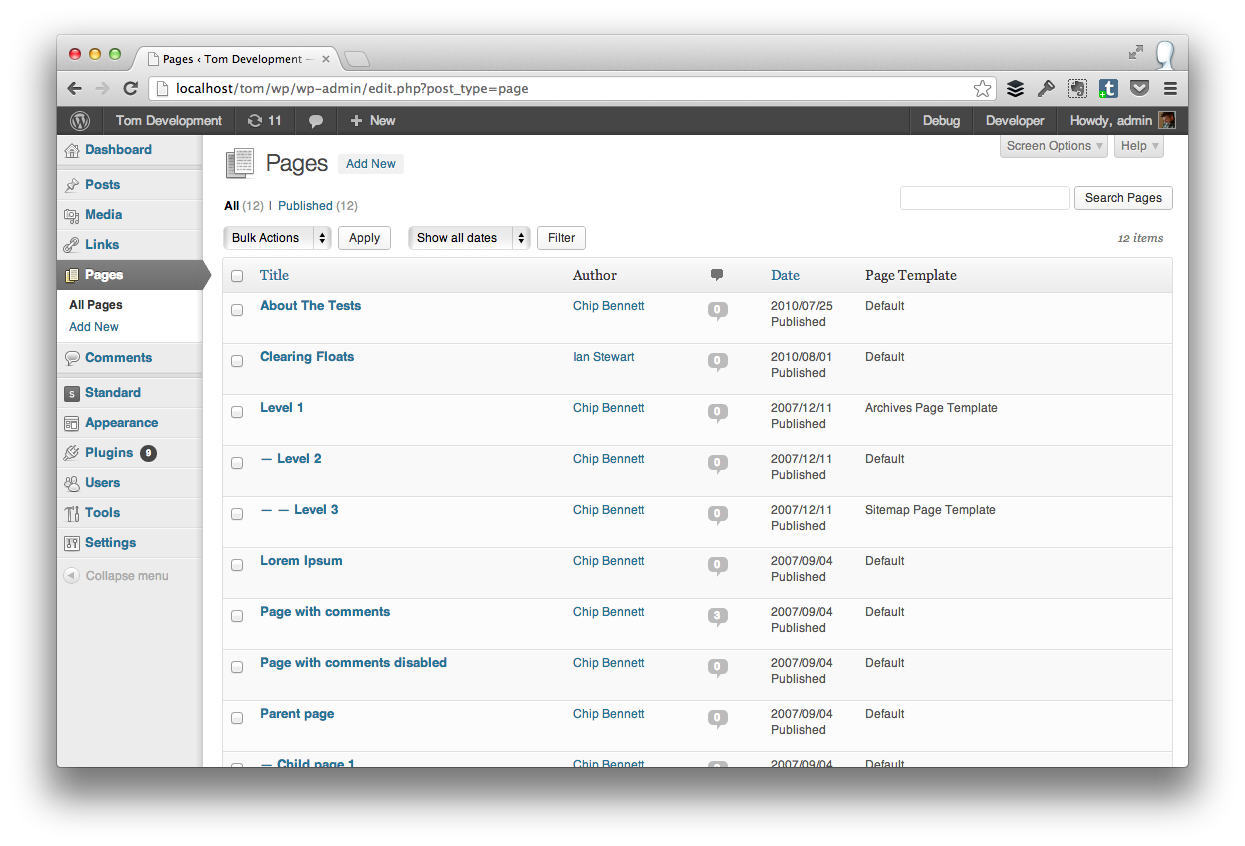 Pages ‹ Tom Development —
localhost/tom/wp/wp-admin/edit.php?post_type=page
Tom Development 11 New Debug Developer Howdy, admin
Dashboard
Posts
Media
Links
Pages
All Pages
Add New
Comments
S Standard
Appearance
Plugins 9
Users
Tools
Settings
Collapse menu
Screen Options Help
Pages Add New
All (12) | Published (12)
Search Pages
Bulk Actions Apply Show all dates Filter 12 items
Title Author Date Page Template
About The Tests Chip Bennett 0 2010/07/25 Default
Published
Clearing Floats Ian Stewart 0 2010/08/01 Default
Published
Level 1 Chip Bennett 0 2007/12/11 Archives Page Template
Published
— Level 2 Chip Bennett 0 2007/12/11 Default
Published
— — Level 3 Chip Bennett 0 2007/12/11 Sitemap Page Template
Published
Lorem Ipsum Chip Bennett 0 2007/09/04 Default
Published
Page with comments Chip Bennett 3 2007/09/04 Default
Published
Page with comments disabled Chip Bennett 0 2007/09/04 Default
Published
Parent page Chip Bennett 0 2007/09/04 Default
Published
— Child page 1 Chip Bennett 2007/09/04 Default